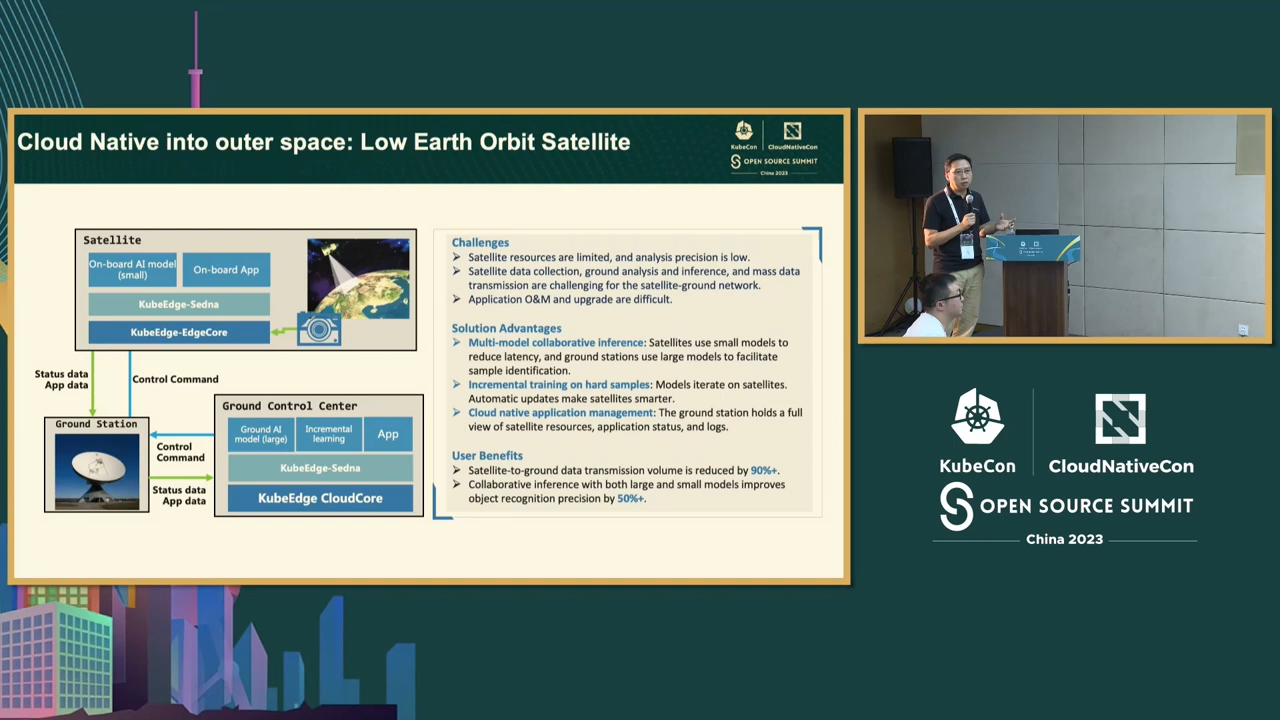 Cloud Native into outer space: Low Earth Orbit Satellite
KubeCon
CloudNativeCon
OPEN SOURCE SUMMIT
China 2023
Satellite
On-board AI model
(small)
On-board App
KubeEdge-Sedna
KubeEdge-EdgeCore
Status data
App data
Control Command
Ground Station
Control
Command
Status data
App data
Ground Control Center
Ground AI
model (large)
Incremental
learning
App
KubeEdge-Sedna
KubeEdge CloudCore
Challenges
Satellite resources are limited, and analysis precision is low.
Satellite data collection, ground analysis and inference, and mass data
transmission are challenging for the satellite-ground network.
Application O&M and upgrade are difficult.
Solution Advantages
Multi-model collaborative inference: Satellites use small models to
reduce latency, and ground stations use large models to facilitate
sample identification.
Incremental training on hard samples: Models iterate on satellites.
Automatic updates make satellites smarter.
Cloud native application management: The ground station holds a full
view of satellite resources, application status, and logs.
User Benefits
Satellite-to-ground data transmission volume is reduced by 90%+.
Collaborative inference with both large and small models improves
object recognition precision by 50%+.
KubeCon
CloudNativeCon
OPEN SOURCE SUMMIT
China 2023